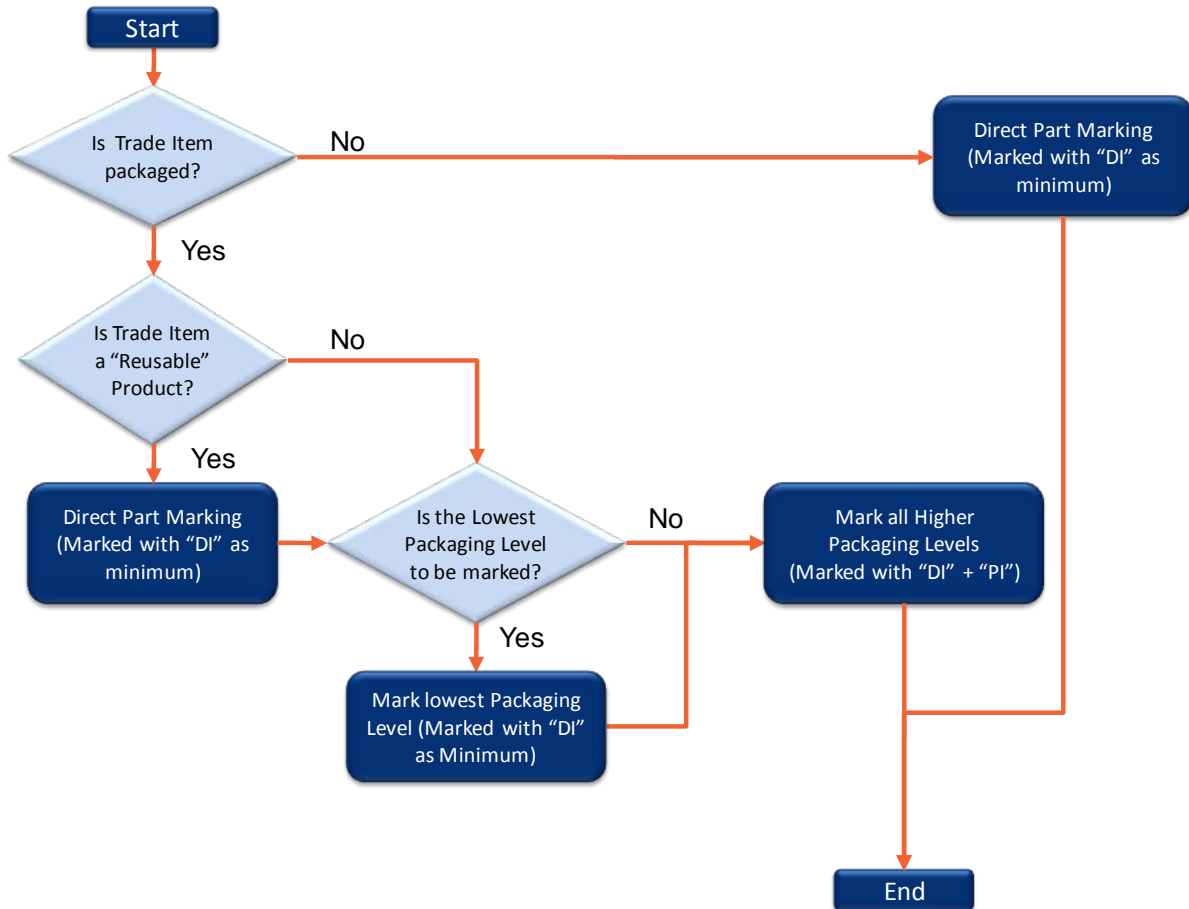 Start
Is Trade Item
packaged?
No
Direct Part Marking
(Marked with “DI” as
minimum)
Yes
Is Trade Item
a “Reusable”
Product?
No
Yes
Direct Part Marking
(Marked with “DI” as
minimum)
Is the Lowest
Packaging Level
to be marked?
No
Mark all Higher
Packaging Levels
(Marked with “DI” + “PI”)
Yes
Mark lowest Packaging
Level (Marked with “DI”
as Minimum)
End